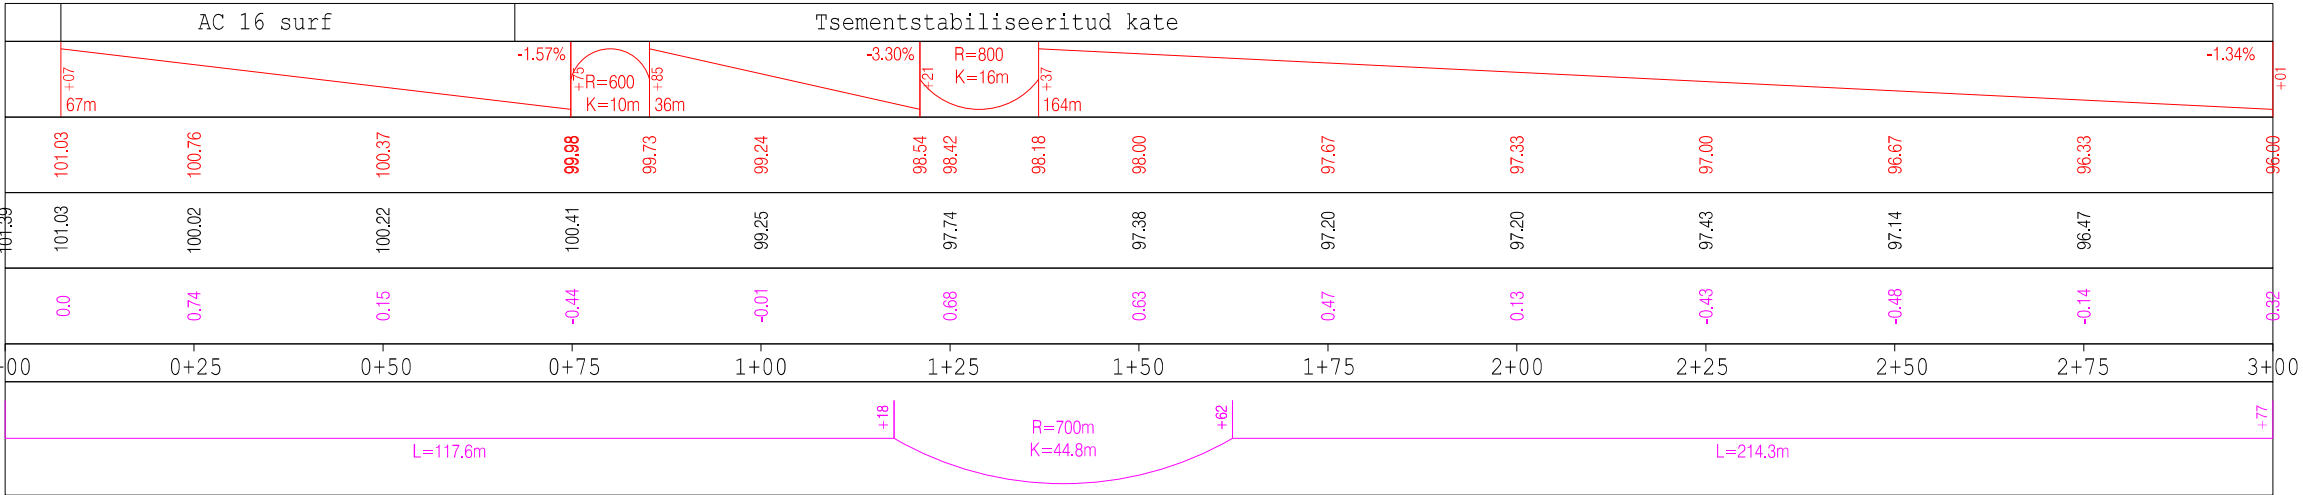 AC 16 surf Tsementstabiliseeritud kate
+07 67m -1.57% +75 R=600 K=10m +85 36m -3.30% +21 R=800 K=16m +37 164m -1.34% +01
101.03 100.76 100.37 99.98 99.73 99.24 98.54 98.42 98.18 98.00 97.67 97.33 97.00 96.67 96.33 96.00
101.39 101.03 100.02 100.22 100.41 99.25 97.74 97.38 97.20 97.20 97.43 97.14 96.47
0.0 0.74 0.15 -0.44 -0.01 0.68 0.63 0.47 0.13 -0.43 -0.48 -0.14 0.32
+00 0+25 0+50 0+75 1+00 1+25 1+50 1+75 2+00 2+25 2+50 2+75 3+00
L=117.6m +18 R=700m K=44.8m +62 L=214.3m +77